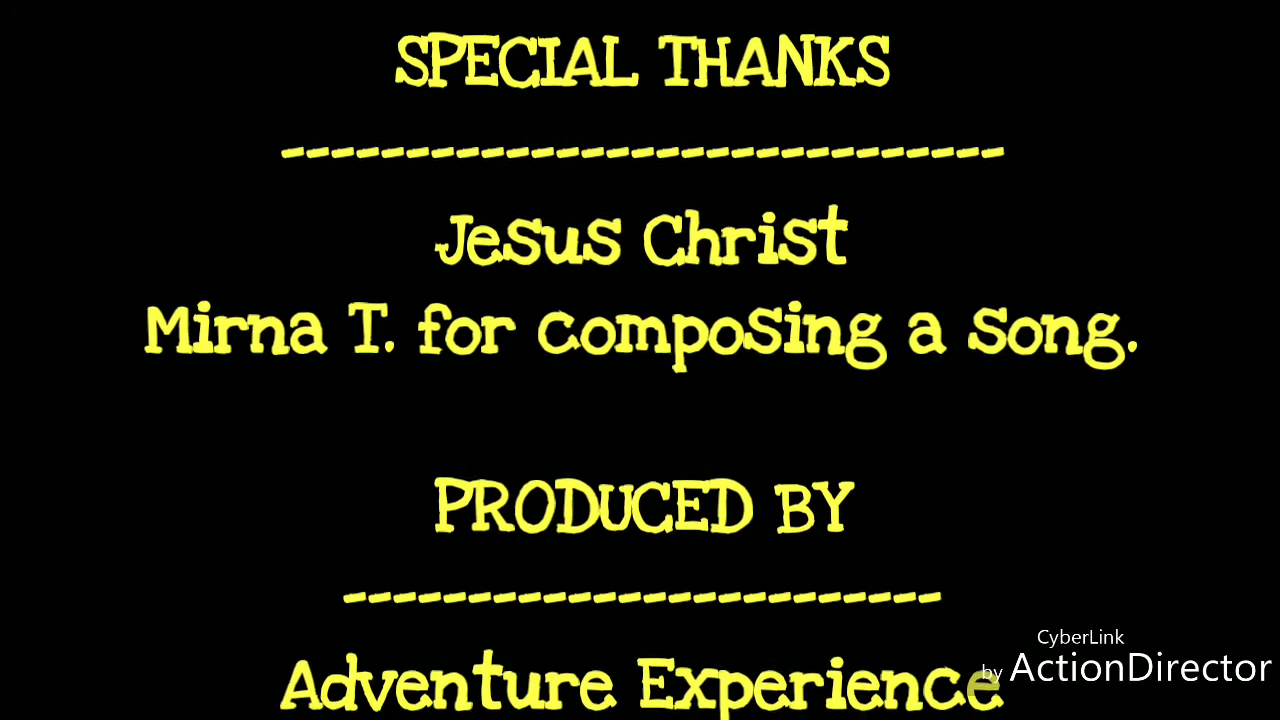 SPECIAL THANKS
-----------------------------
Jesus Christ
Mirna T. for composing a song.
PRODUCED BY
------------------------
Adventure Experience
CyberLink
by ActionDirector